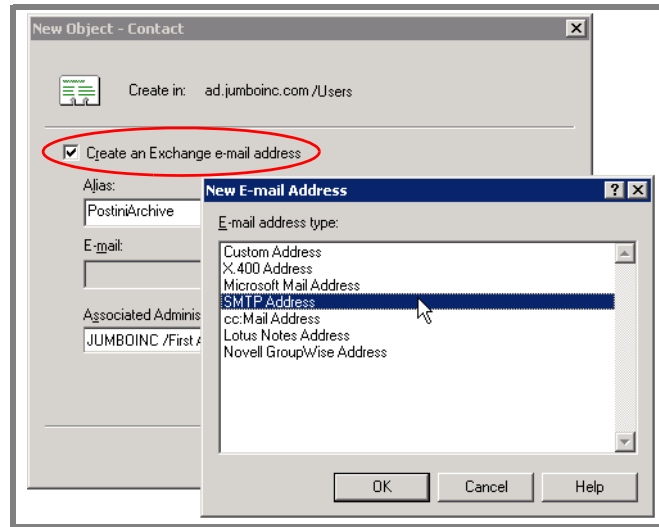 New Object - Contact
Create in: ad.jumboinc.com/Users
Create an Exchange e-mail address
Alias:
PostiniArchive
E-mail:
Associated Adminis
JUMBOINC /First A
New E-mail Address
E-mail address type:
Custom Address
X.400 Address
Microsoft Mail Address
SMTP Address
cc:Mail Address
Lotus Notes Address
Novell GroupWise Address
OK Cancel Help